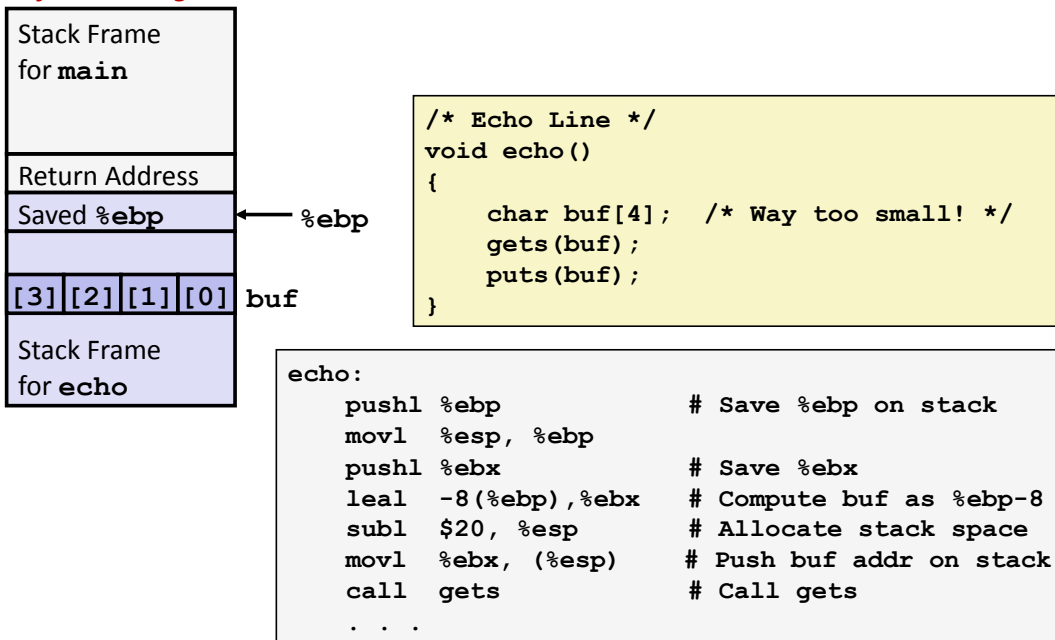 Stack Frame
for main
Return Address
Saved %ebp
%ebp
[3] [2] [1] [0] buf
Stack Frame
for echo
/* Echo Line */
void echo()
{
    char buf[4];  /* Way too small! */
    gets(buf);
    puts(buf);
}
echo:
    pushl %ebp            # Save %ebp on stack
    movl  %esp, %ebp
    pushl %ebx            # Save %ebx
    leal  -8(%ebp),%ebx   # Compute buf as %ebp-8
    subl  $20, %esp       # Allocate stack space
    movl  %ebx, (%esp)    # Push buf addr on stack
    call  gets            # Call gets
    . . .